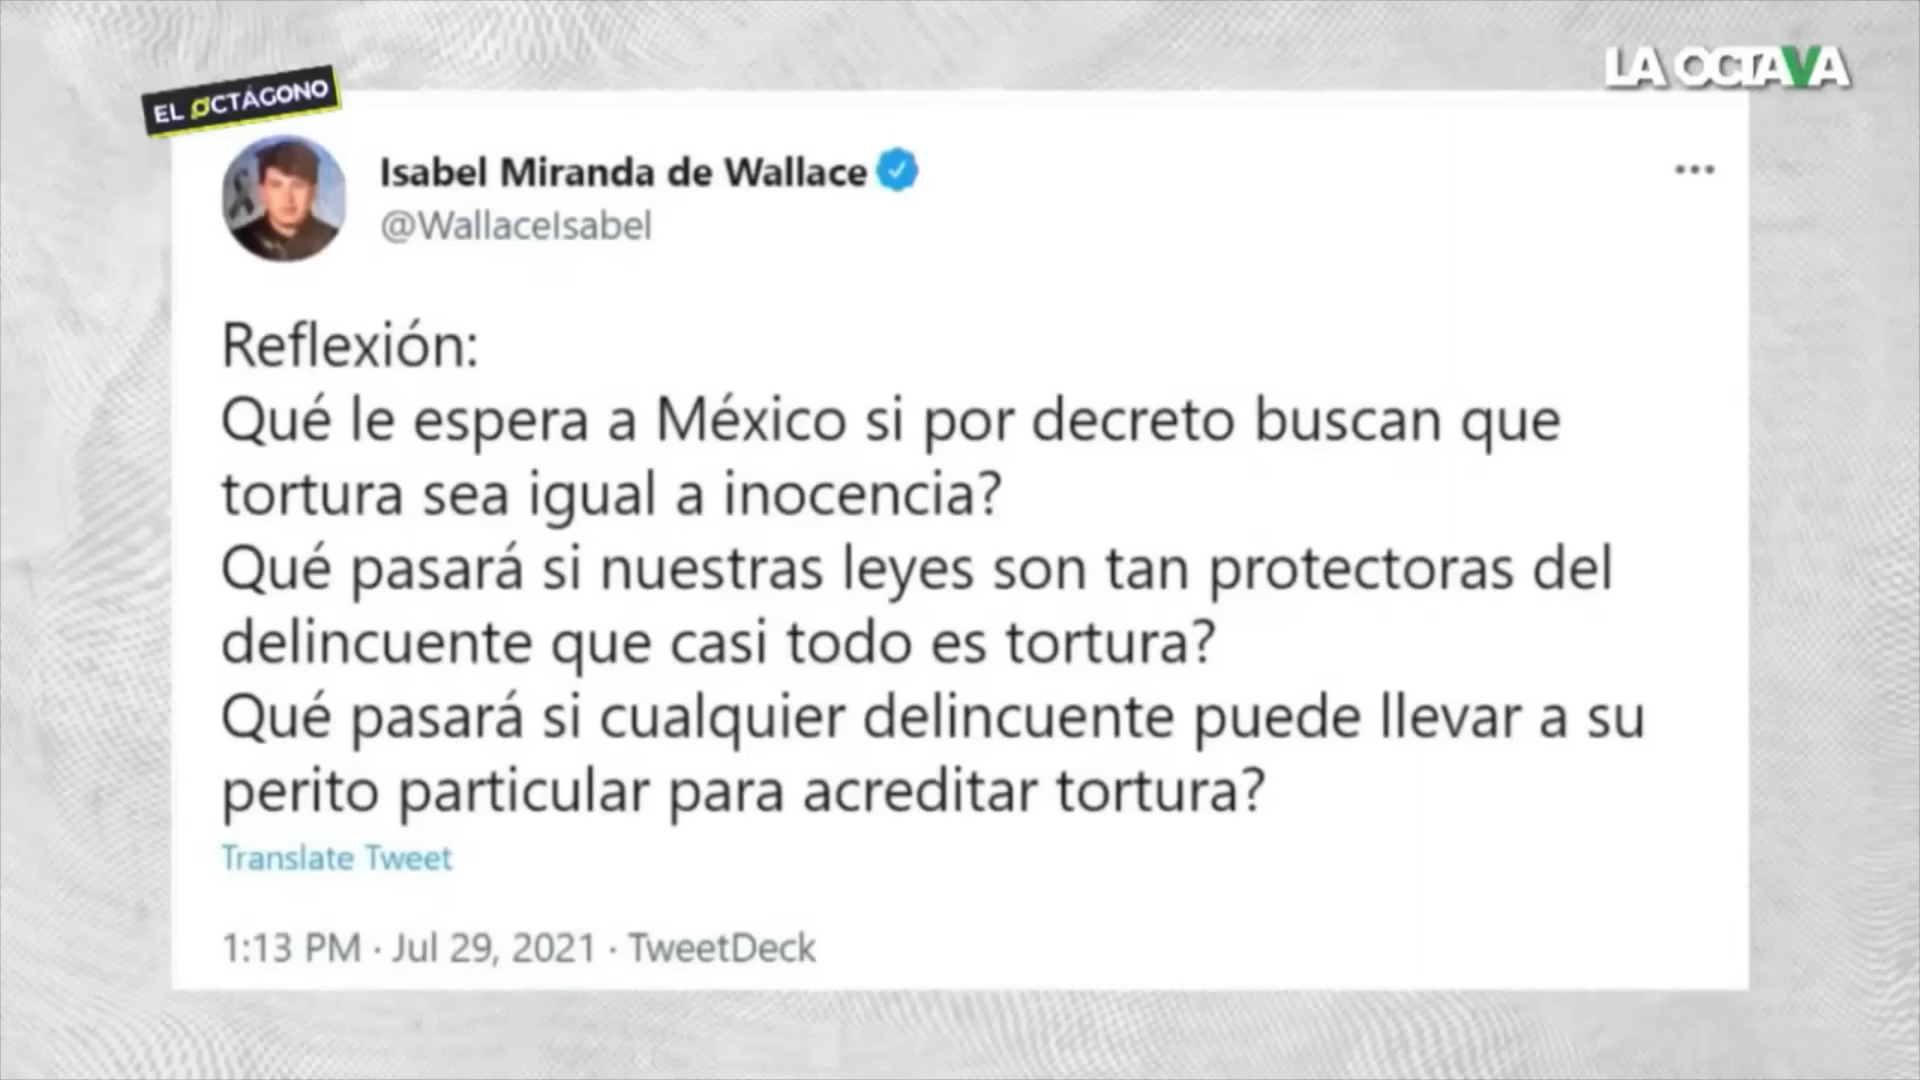 LA OCTAVA
EL OCTÁGONO
Isabel Miranda de Wallace
@WallaceIsabel
Reflexión:
Qué le espera a México si por decreto buscan que
tortura sea igual a inocencia?
Qué pasará si nuestras leyes son tan protectoras del
delincuente que casi todo es tortura?
Qué pasará si cualquier delincuente puede llevar a su
perito particular para acreditar tortura?
Translate Tweet
1:13 PM · Jul 29, 2021 · TweetDeck